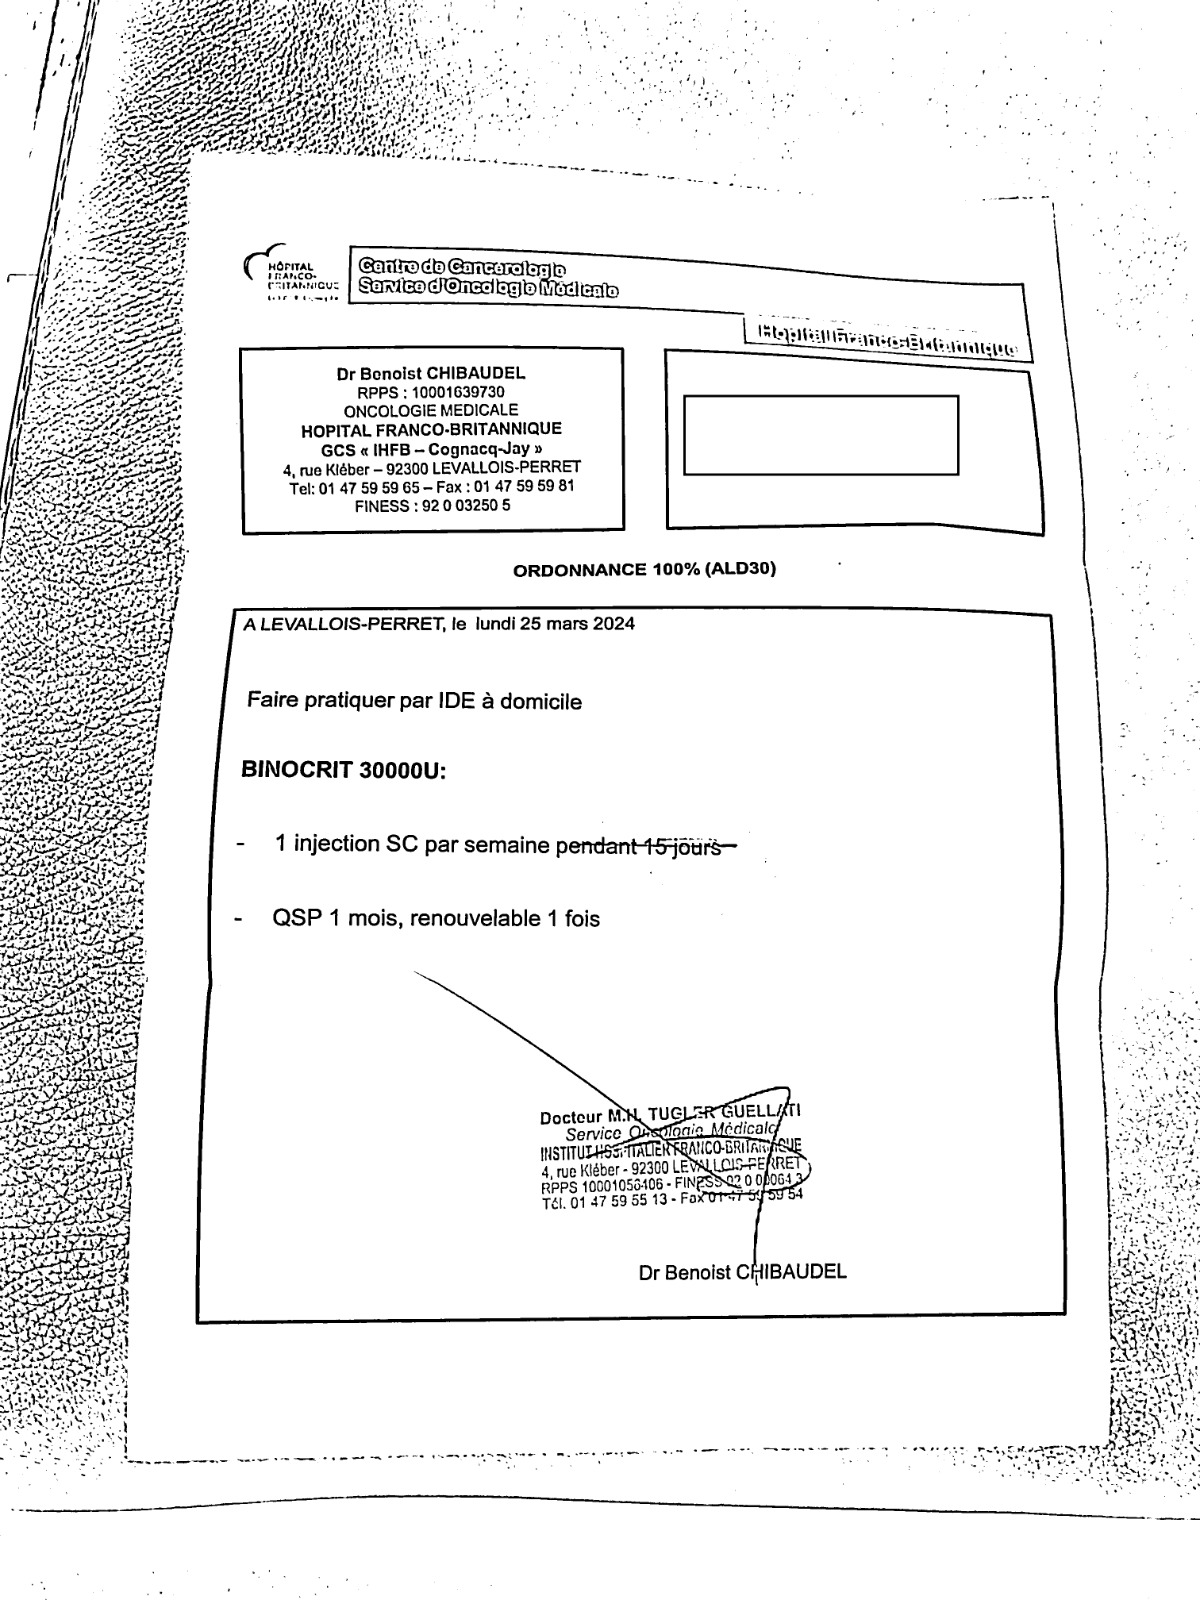 HÔPITAL
FRANCO-
BRITANNIQUE
Centre de Cancerologie
Service d'Oncologie Médicale
Hopital Franco-Britannique
Dr Benoist CHIBAUDEL
RPPS : 10001639730
ONCOLOGIE MEDICALE
HOPITAL FRANCO-BRITANNIQUE
GCS « IHFB – Cognacq-Jay »
4, rue Kléber – 92300 LEVALLOIS-PERRET
Tel: 01 47 59 59 65 – Fax : 01 47 59 59 81
FINESS : 92 0 03250 5
ORDONNANCE 100% (ALD30)
A LEVALLOIS-PERRET, le lundi 25 mars 2024
Faire pratiquer par IDE à domicile
BINOCRIT 30000U:
- 1 injection SC par semaine pendant 15 jours
- QSP 1 mois, renouvelable 1 fois
Docteur M.H. TUGLER GUELLATI
Service Oncologie Médicale
INSTITUT HOSPITALIER FRANCO-BRITANNIQUE
4, rue Kléber - 92300 LEVALLOIS-PERRET
RPPS 10001056406 - FINESS 92 0 0
Tél. 01 47 59 55 13 - Fax 01 47 59 59 54
Dr Benoist CHIBAUDEL